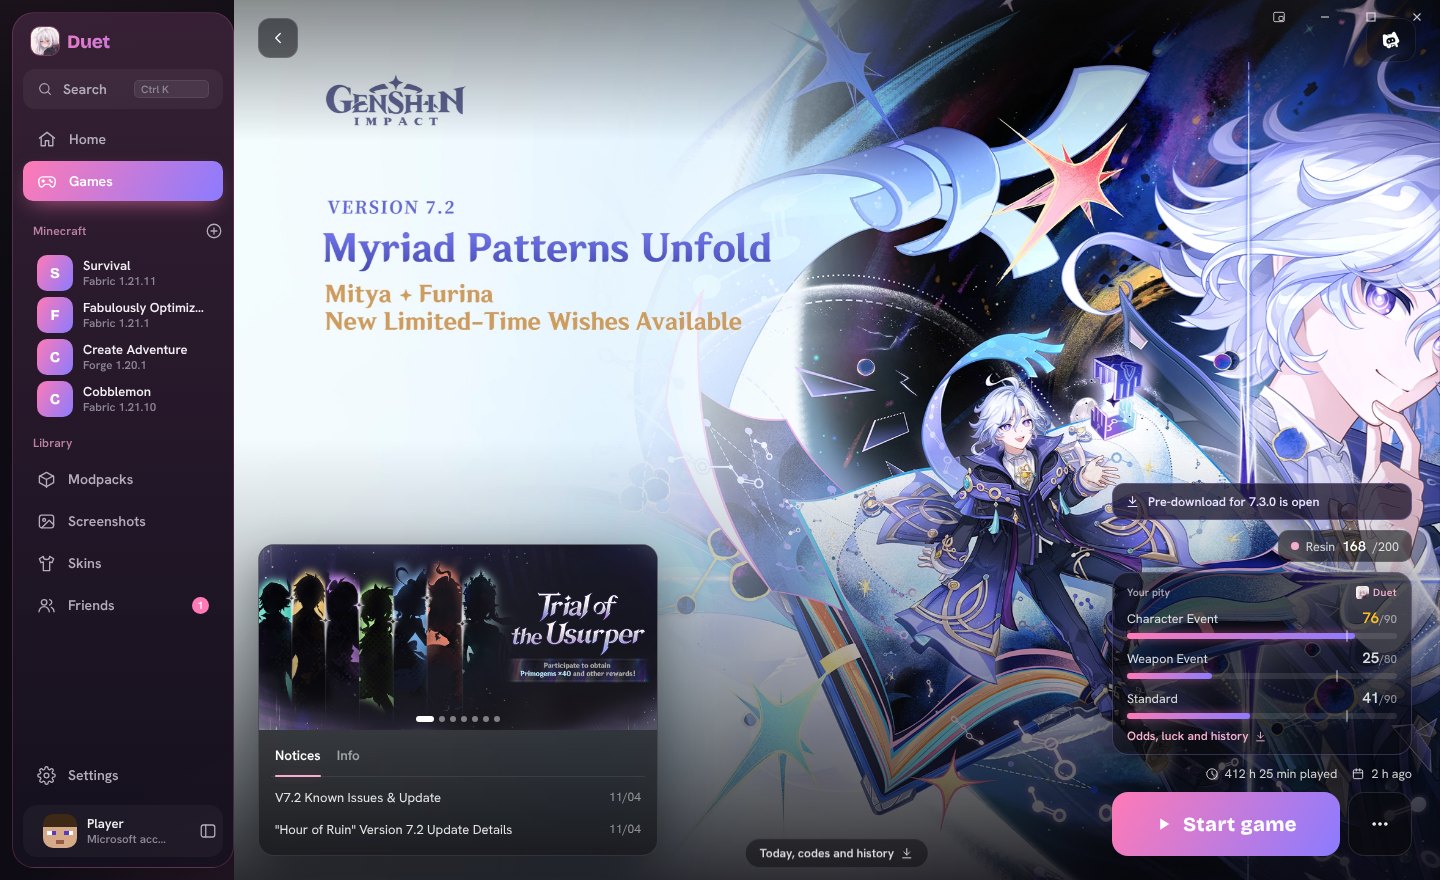 Duet
Search
Ctrl K
Home
Games
Minecraft
S
Survival
Fabric 1.21.11
F
Fabulously Optimiz...
Fabric 1.21.1
C
Create Adventure
Forge 1.20.1
C
Cobblemon
Fabric 1.21.10
Library
Modpacks
Screenshots
Skins
Friends
1
Settings
Player
Microsoft acc...
GENSHIN
IMPACT
VERSION 7.2
Myriad Patterns Unfold
Mitya ✦ Furina
New Limited-Time Wishes Available
Trial of
the Usurper
Participate to obtain
Primogems ×40 and other rewards!
Notices
Info
V7.2 Known Issues & Update
11/04
"Hour of Ruin" Version 7.2 Update Details
11/04
Today, codes and history
Pre-download for 7.3.0 is open
Resin 168 /200
Your pity
Duet
Character Event
76/90
Weapon Event
25/80
Standard
41/90
Odds, luck and history
412 h 25 min played
2 h ago
Start game